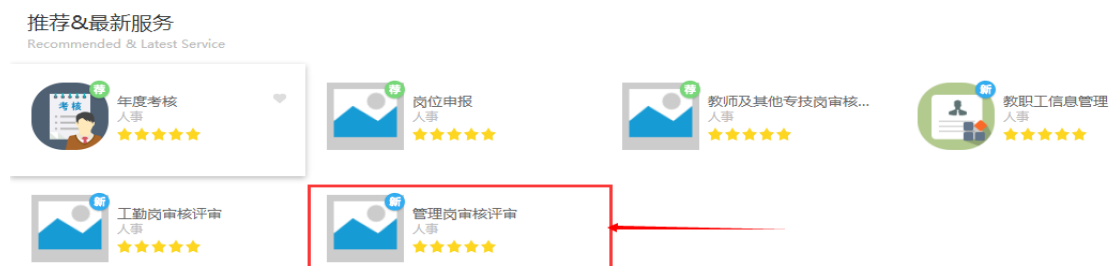 推荐&最新服务
Recommended & Latest Service
荐
考核
年度考核
人事
荐
岗位申报
人事
荐
教师及其他专技岗审核...
人事
新
教职工信息管理
人事
新
工勤岗审核评审
人事
新
管理岗审核评审
人事